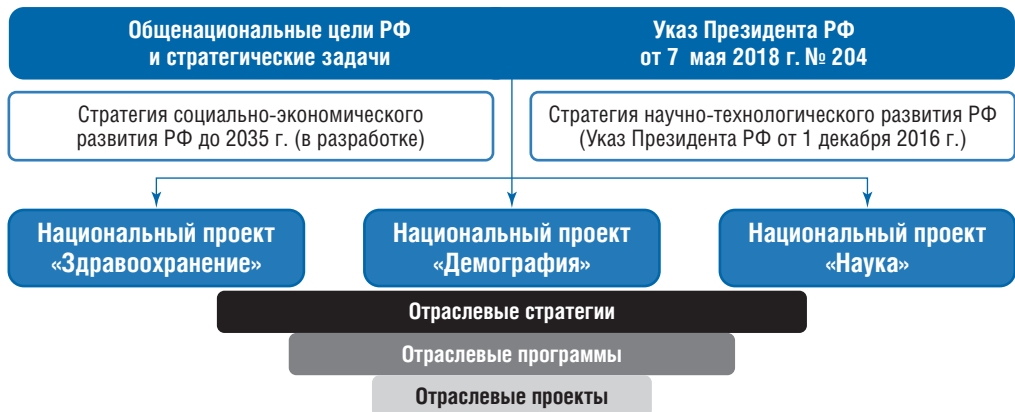 Общенациональные цели РФ
и стратегические задачи
Указ Президента РФ
от 7 мая 2018 г. № 204
Стратегия социально-экономического
развития РФ до 2035 г. (в разработке)
Стратегия научно-технологического развития РФ
(Указ Президента РФ от 1 декабря 2016 г.)
Национальный проект
«Здравоохранение»
Национальный проект
«Демография»
Национальный проект
«Наука»
Отраслевые стратегии
Отраслевые программы
Отраслевые проекты